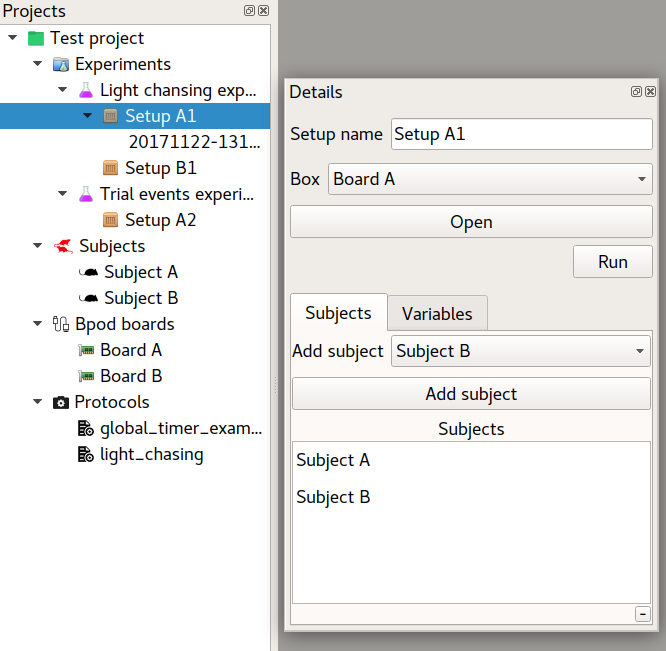 Projects
Test project
Experiments
Light chansing exp...
Setup A1
20171122-131...
Setup B1
Trial events experi...
Setup A2
Subjects
Subject A
Subject B
Bpod boards
Board A
Board B
Protocols
global_timer_exam...
light_chasing
Details
Setup name Setup A1
Box Board A
Open
Run
Subjects Variables
Add subject Subject B
Add subject
Subjects
Subject A
Subject B